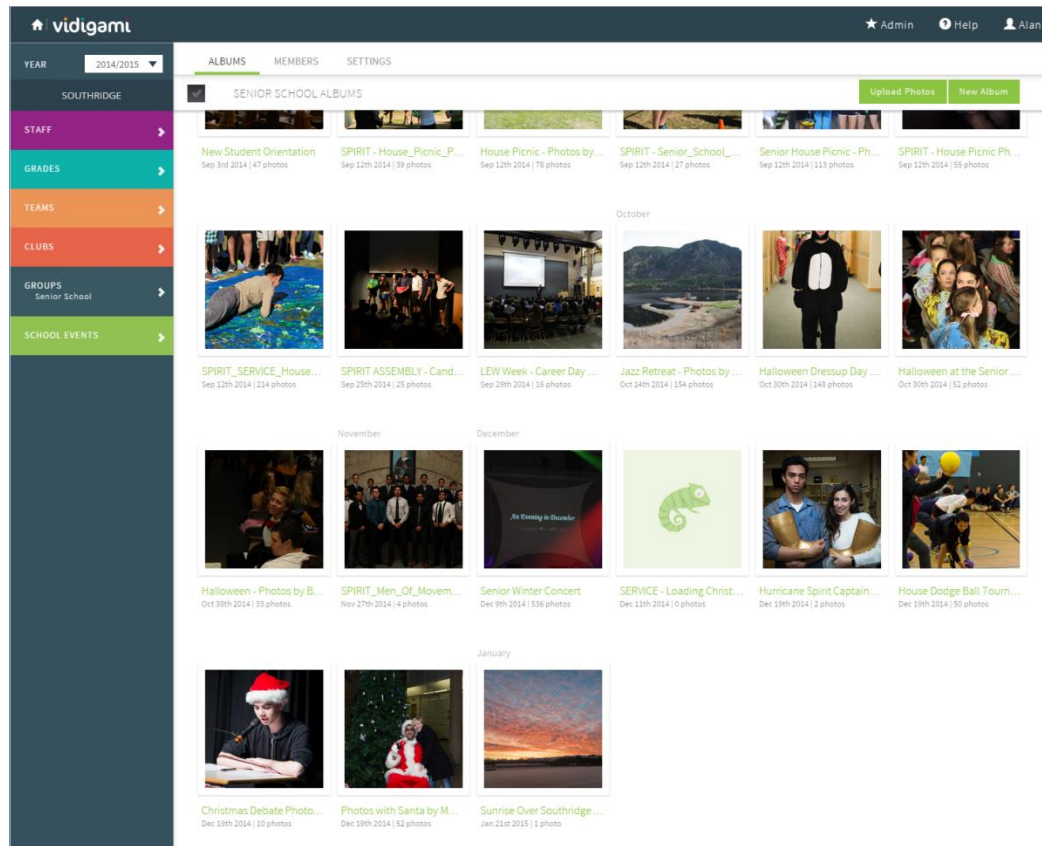 vidigami
Admin
Help
Alan
YEAR
2014/2015
ALBUMS
MEMBERS
SETTINGS
SOUTHRIDGE
SENIOR SCHOOL ALBUMS
Upload Photos
New Album
STAFF
GRADES
TEAMS
CLUBS
GROUPS
Senior School
SCHOOL EVENTS
New Student Orientation
Sep 3rd 2014 | 47 photos
SPIRIT - House_Picnic_P...
Sep 12th 2014 | 39 photos
House Picnic - Photos by...
Sep 12th 2014 | 78 photos
SPIRIT - Senior_School_...
Sep 12th 2014 | 27 photos
Senior House Picnic - Ph...
Sep 12th 2014 | 113 photos
SPIRIT - House Picnic Ph...
Sep 12th 2014 | 55 photos
October
SPIRIT_SERVICE_House...
Sep 12th 2014 | 214 photos
SPIRIT ASSEMBLY - Cand...
Sep 25th 2014 | 25 photos
LEW Week - Career Day ...
Sep 29th 2014 | 16 photos
Jazz Retreat - Photos by ...
Oct 14th 2014 | 154 photos
Halloween Dressup Day ...
Oct 30th 2014 | 148 photos
Halloween at the Senior ...
Oct 30th 2014 | 52 photos
November
December
An Evening in December
Halloween - Photos by B...
Oct 30th 2014 | 33 photos
SPIRIT_Men_Of_Movem...
Nov 27th 2014 | 4 photos
Senior Winter Concert
Dec 9th 2014 | 536 photos
SERVICE - Loading Christ...
Dec 11th 2014 | 0 photos
Hurricane Spirit Captain...
Dec 19th 2014 | 2 photos
House Dodge Ball Tourn...
Dec 19th 2014 | 50 photos
January
Christmas Debate Photo...
Dec 19th 2014 | 10 photos
Photos with Santa by M...
Dec 19th 2014 | 52 photos
Sunrise Over Southridge ...
Jan 21st 2015 | 1 photo